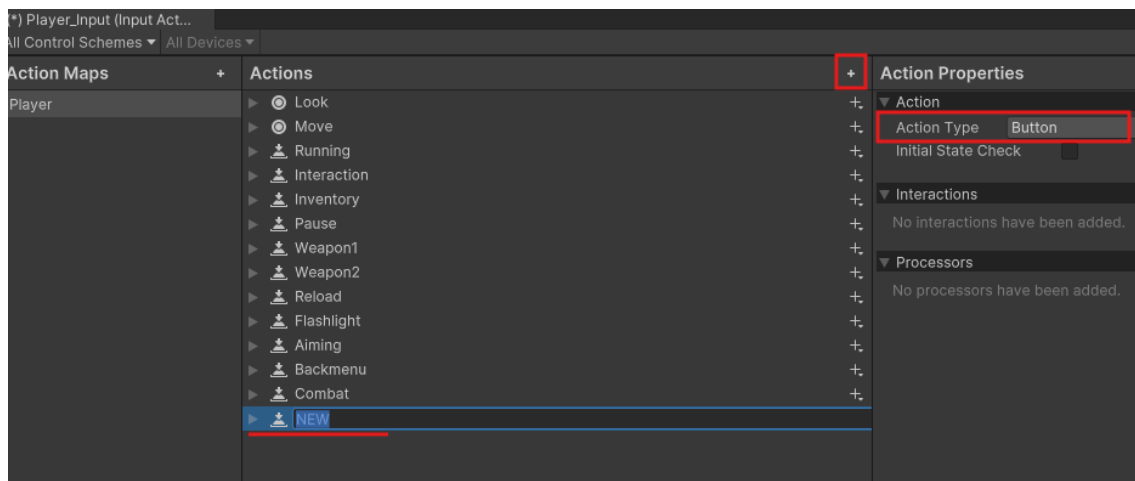 (*) Player_Input (Input Act...
All Control Schemes All Devices
Action Maps +
Player
Actions +
Look
Move
Running
Interaction
Inventory
Pause
Weapon1
Weapon2
Reload
Flashlight
Aiming
Backmenu
Combat
NEW
Action Properties
Action
Action Type Button
Initial State Check
Interactions
No interactions have been added.
Processors
No processors have been added.